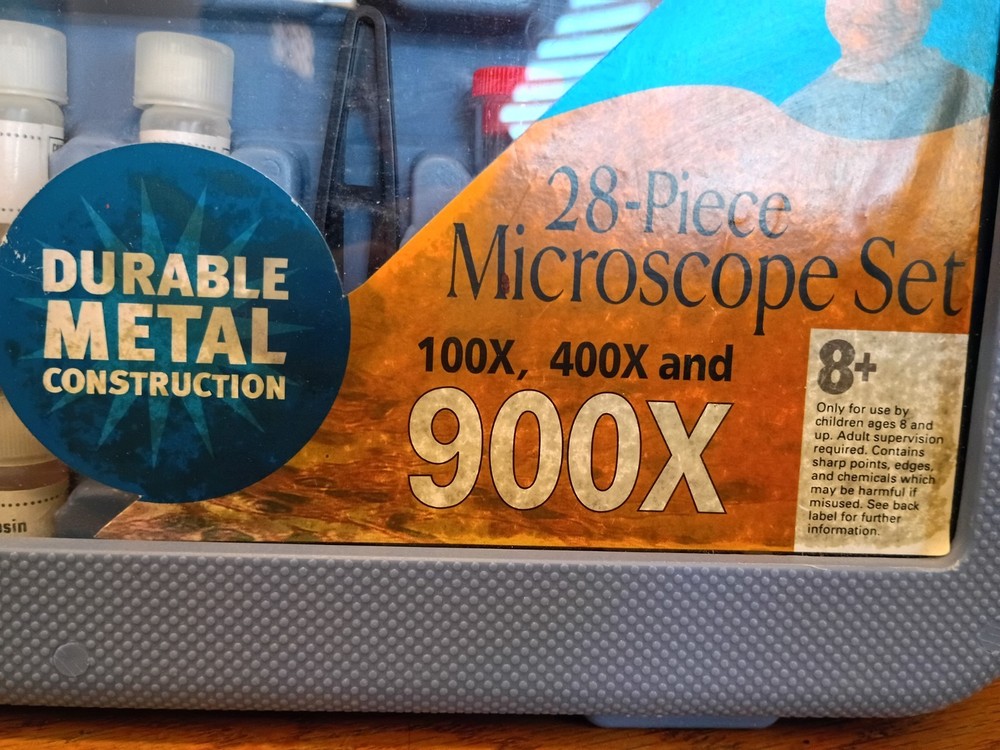 DURABLE
METAL
CONSTRUCTION
28-Piece
Microscope Set
100X, 400X and
900X
8+
Only for use by
children ages 8 and
up. Adult supervision
required. Contains
sharp points, edges,
and chemicals which
may be harmful if
misused. See back
label for further
information.